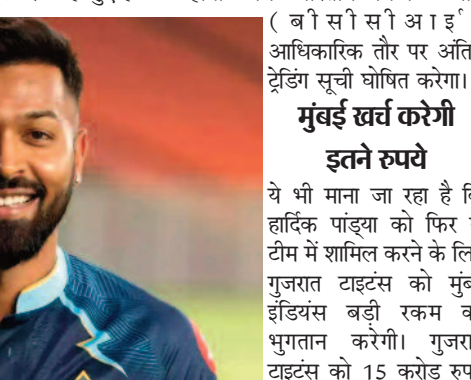 ( बी सी सी आई
आधिकारिक तौर पर
ट्रेडिंग सूची घोषित करेगा।
मुंबई खर्च करेगी
इतने रुपये
ये भी माना जा रहा है
हार्दिक पांड्या को फिर
टीम में शामिल करने के
गुजरात टाइटंस को
इंडियंस बड़ी रकम
भुगतान करेगी।
टाइटंस को 15 करोड़